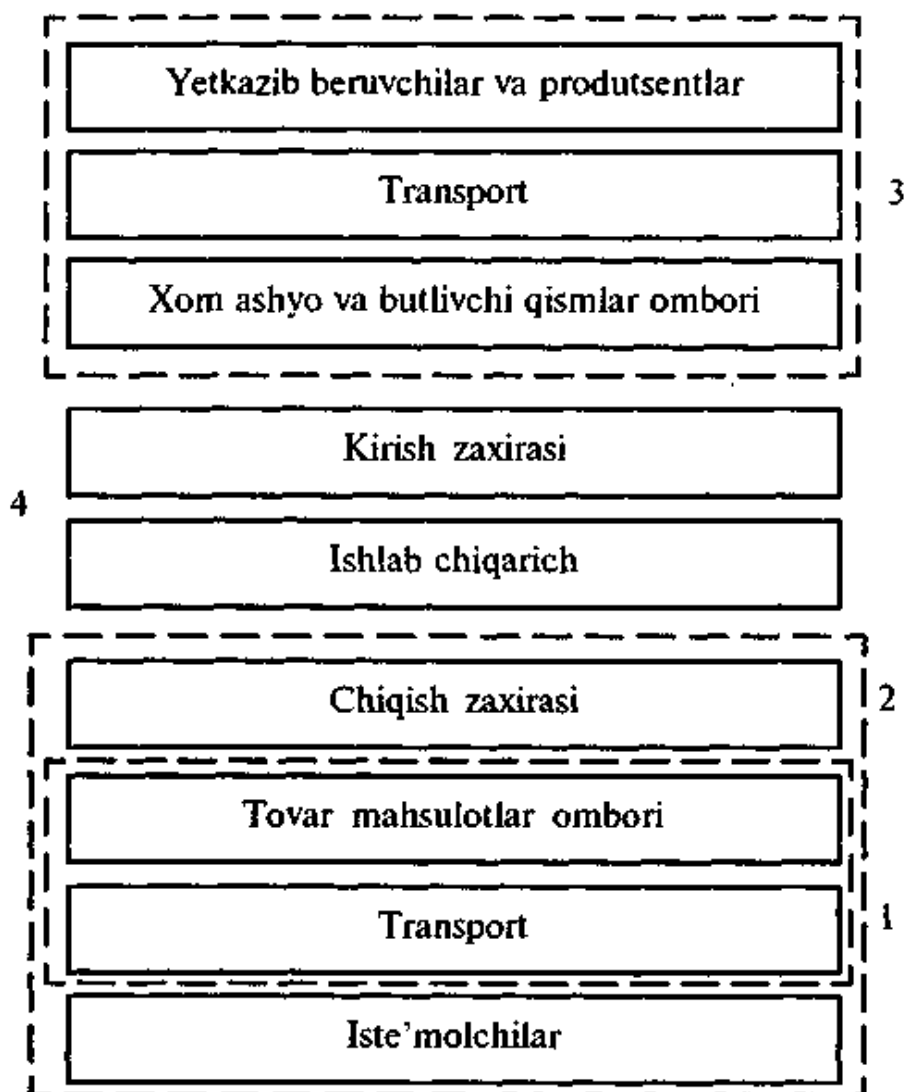 Yetkazib beruvchilar va produtsentlar
Transport
3
Xom ashyo va butlivchi qismlar ombori
Kirish zaxirasi
4
Ishlab chiqarich
Chiqish zaxirasi
2
Tovar mahsulotlar ombori
Transport
1
Iste'molchilar